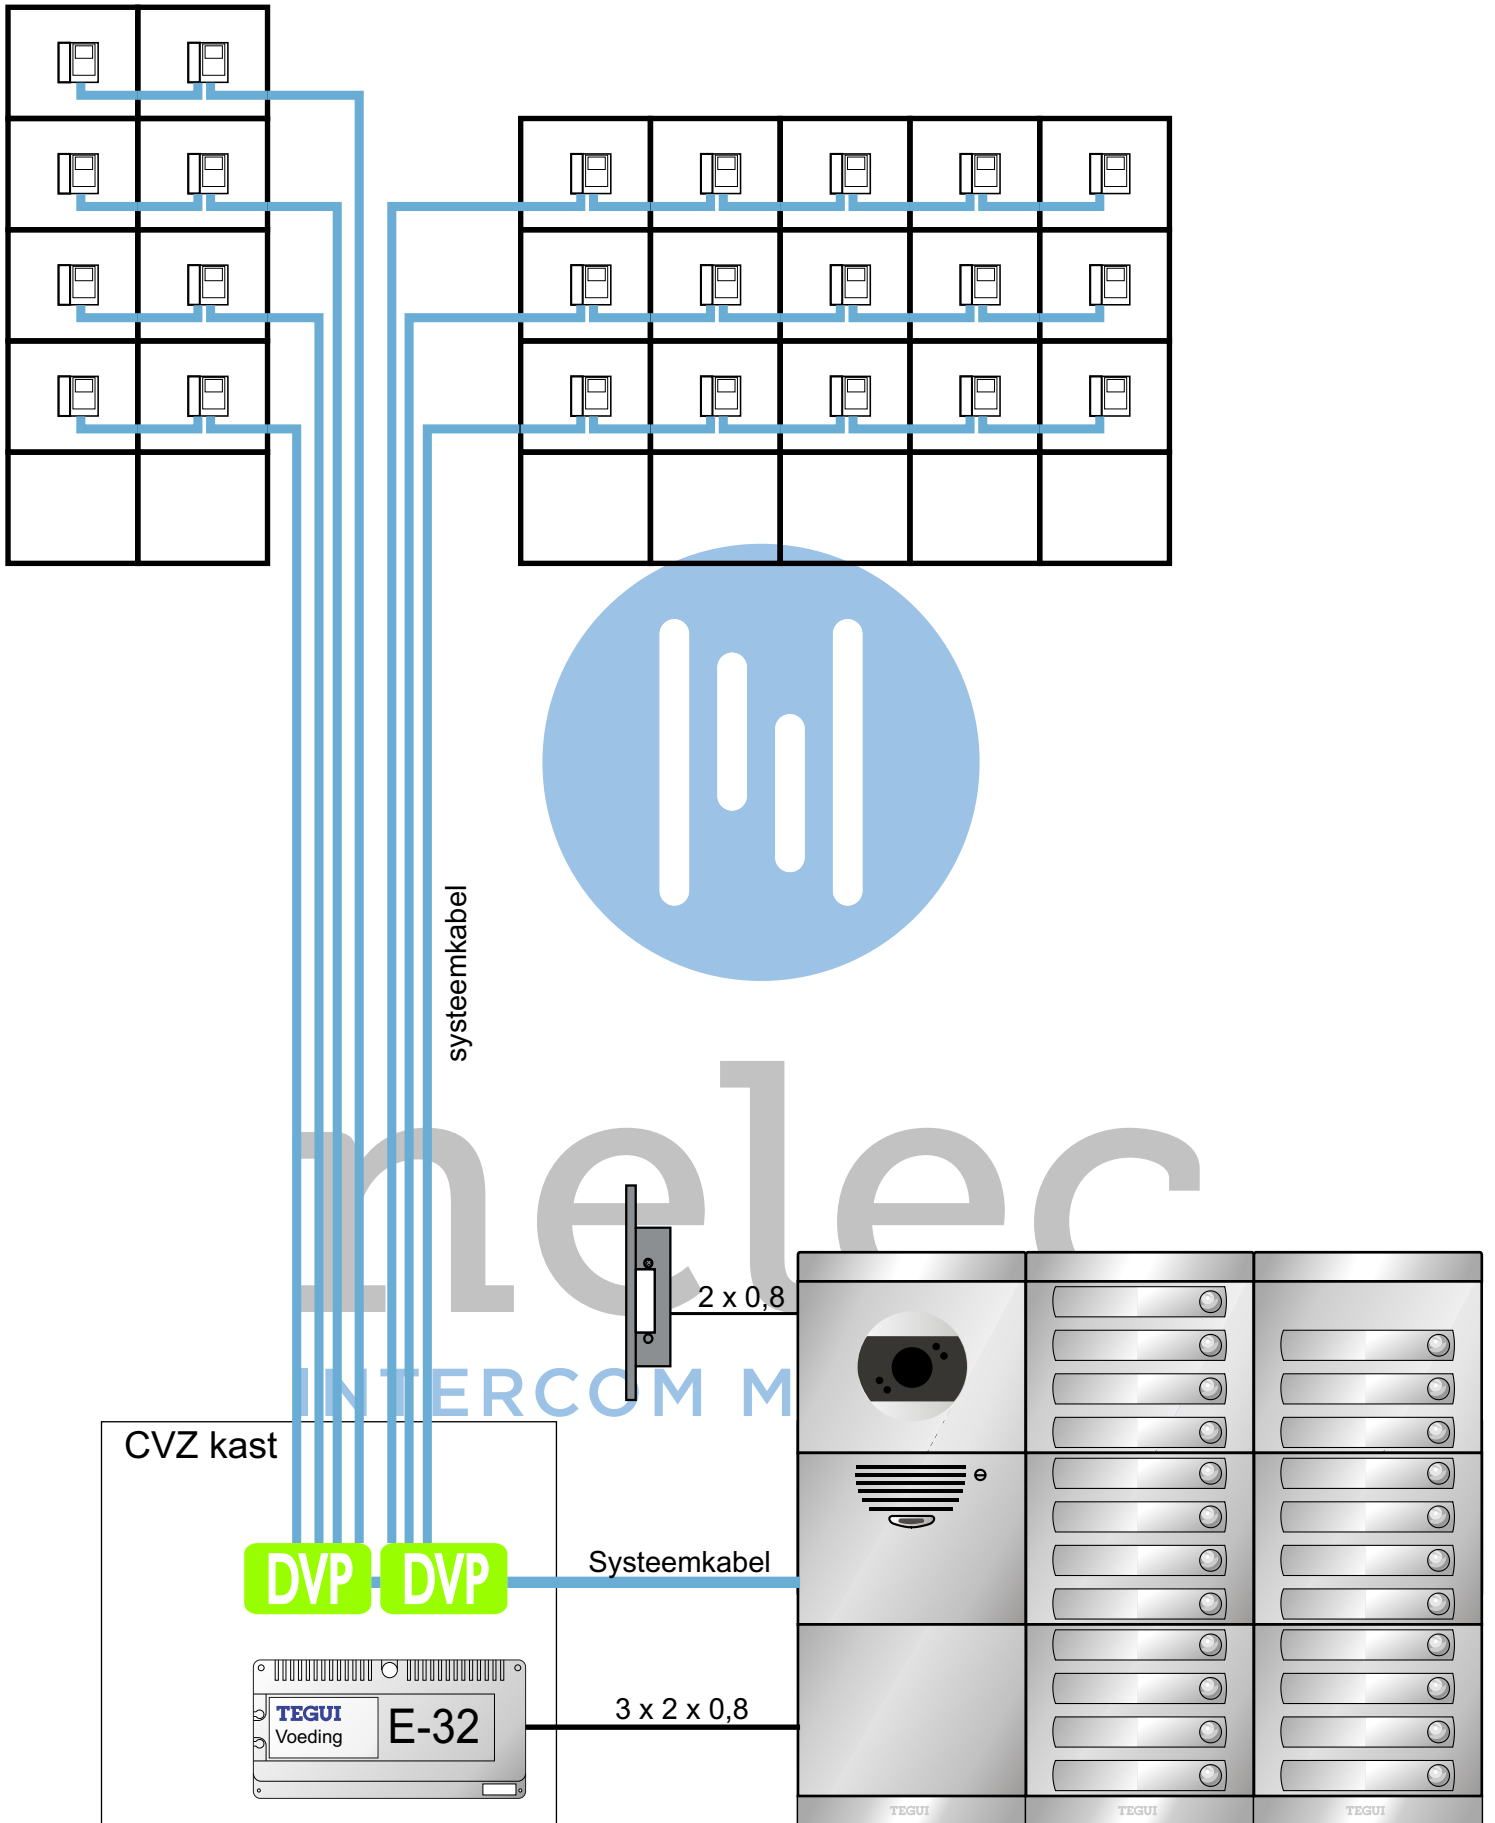 systeemkabel
melec
2 x 0,8
INTERCOM M
CVZ kast
DVP DVP
Systeemkabel
TEGUI
Voeding
E-32
3 x 2 x 0,8
TEGUI TEGUI TEGUI